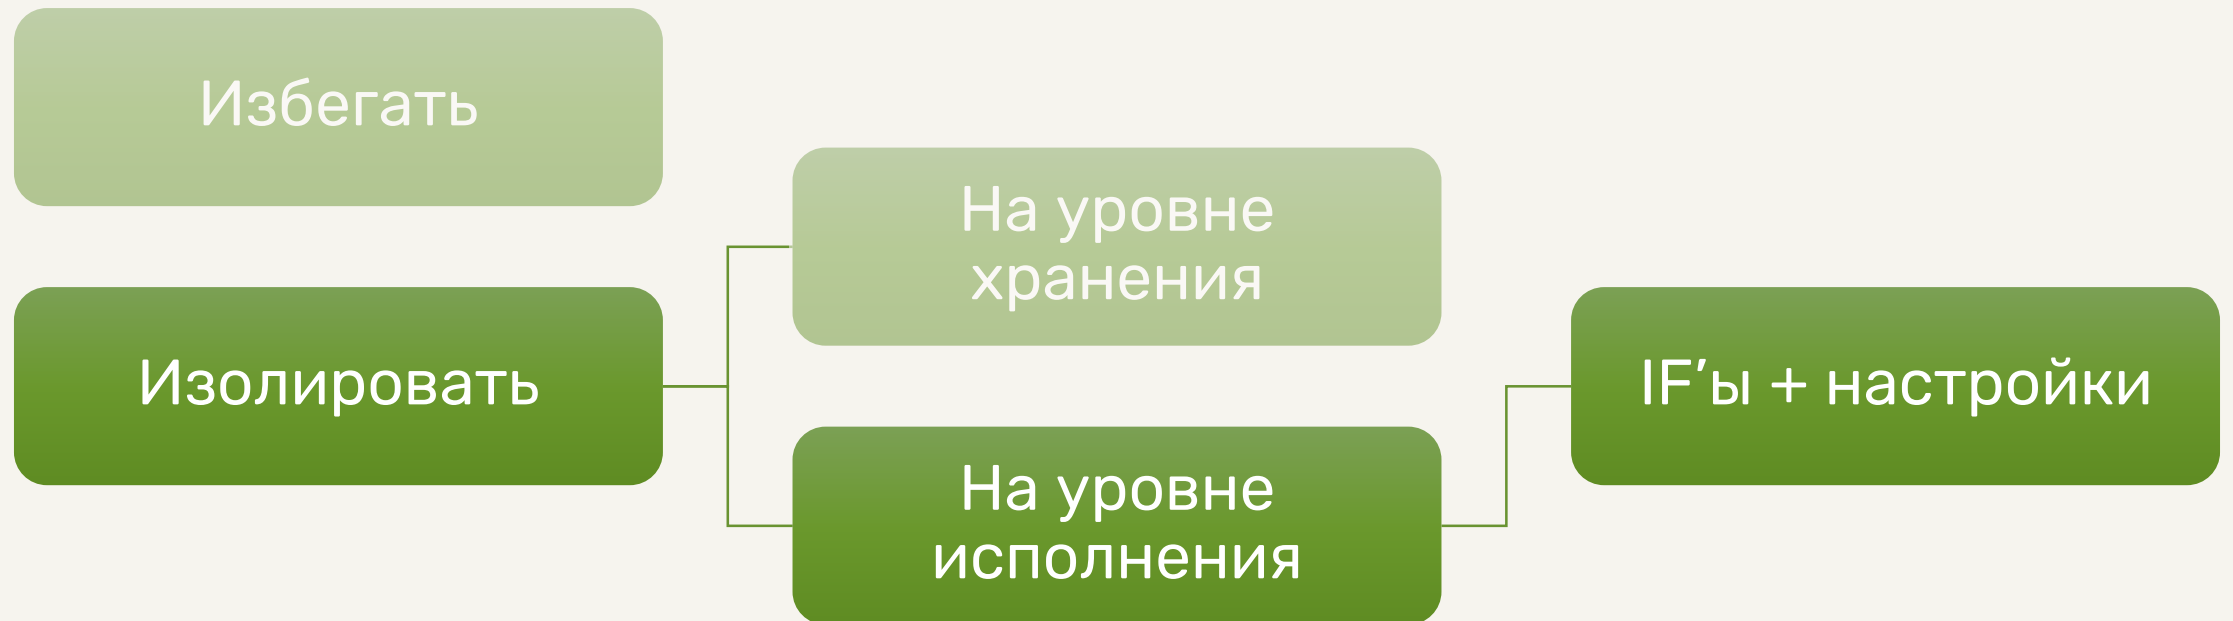 Избегать
Изолировать
На уровне
хранения
На уровне
исполнения
IF’ы + настройки